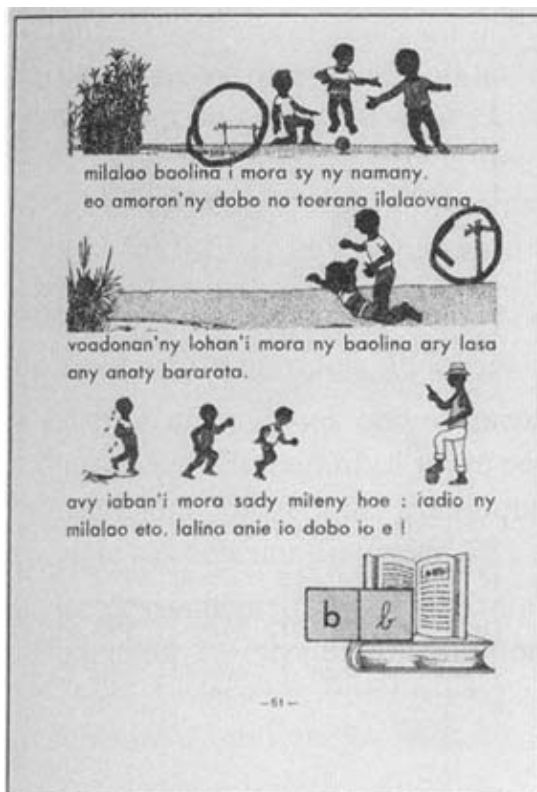 milalao baolina i mora sy ny namany.
eo amoron'ny dobo no toerana ilalaovana.
voadonan'ny lohan'i mora ny baolina ary lasa
any anaty bararata.
avy iaban'i mora sady miteny hoe : iadio ny
milalao eto. lalina anie io dobo io e !
b b
–61–